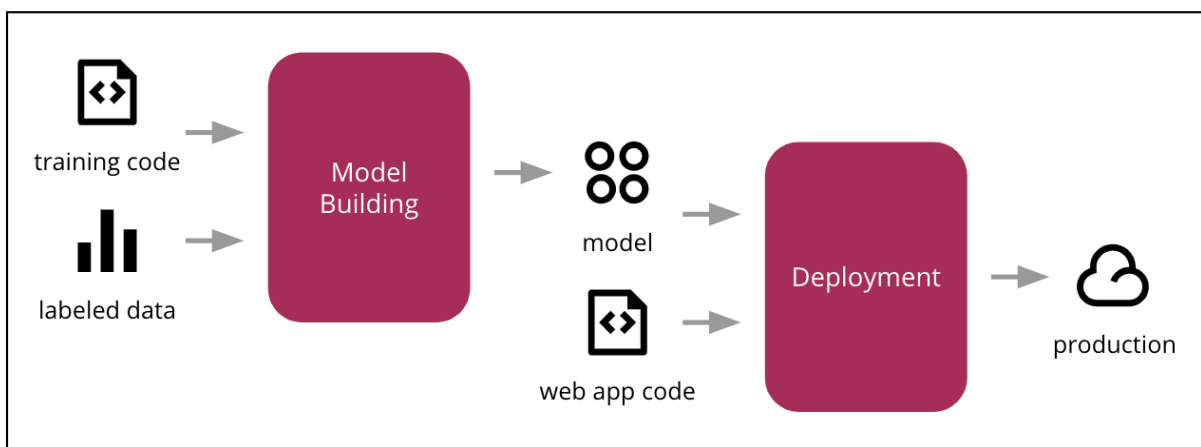 training code
labeled data
Model
Building
model
web app code
Deployment
production